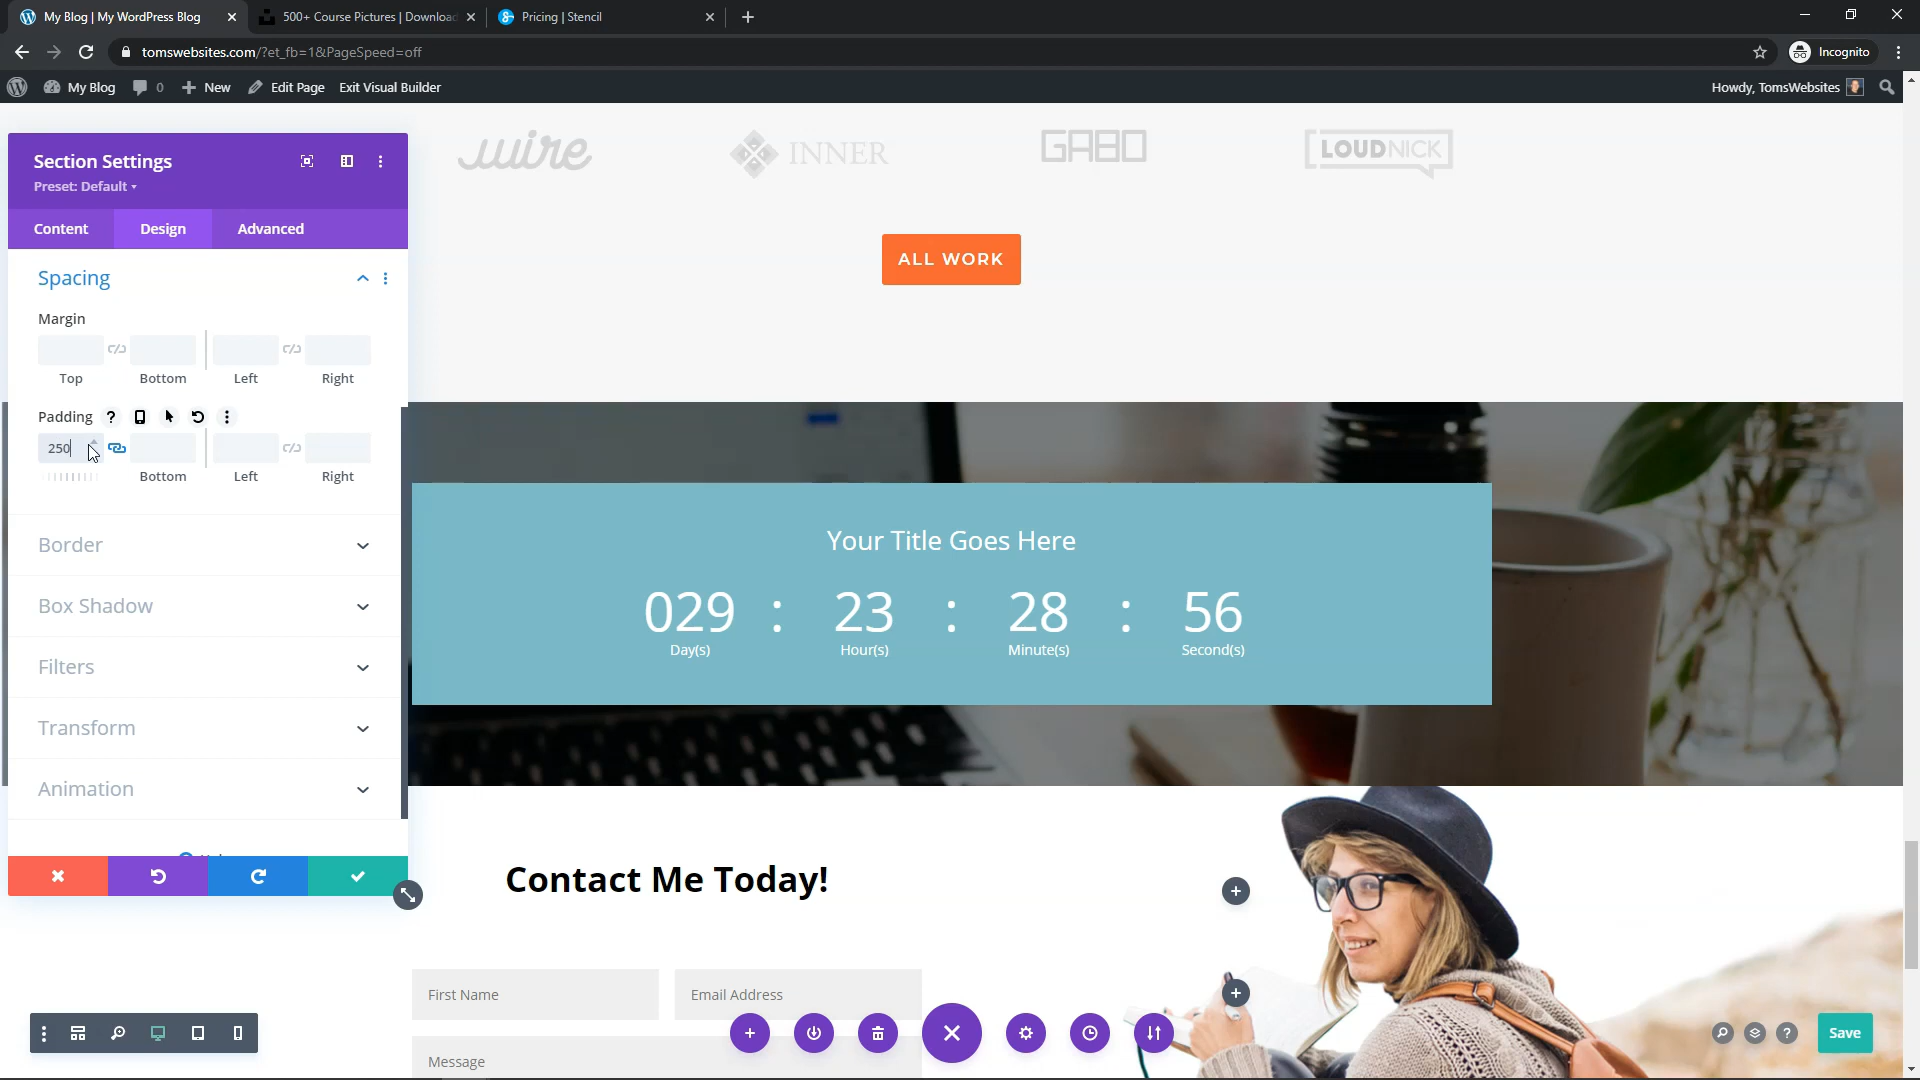 My Blog | My WordPress Blog
500+ Course Pictures | Download
Pricing | Stencil
tomswebsites.com/?et_fb=1&PageSpeed=off
Incognito
My Blog
0
New
Edit Page
Exit Visual Builder
Howdy, TomsWebsites
wire
INNER
GABO
LOUDNICK
Section Settings
Preset: Default
Content
Design
Advanced
ALL WORK
Spacing
Margin
Top
Bottom
Left
Right
Padding
250
Bottom
Left
Right
Your Title Goes Here
029 : 23 : 28 : 56
Day(s)
Hour(s)
Minute(s)
Second(s)
Border
Box Shadow
Filters
Transform
Animation
Contact Me Today!
First Name
Email Address
Message
Save